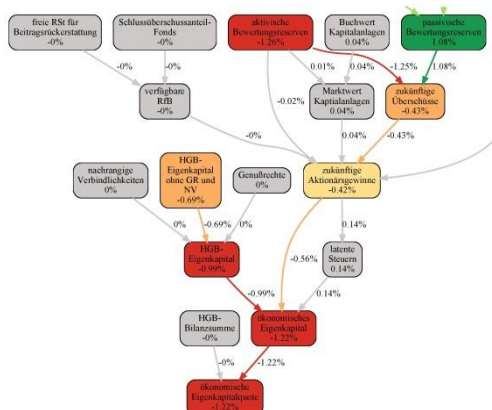 freie RSt für
Beitragsrückerstattung
-0%
Schlussüberschussanteil-
Fonds
-0%
aktivische
Bewertungsreserven
-1.26%
Buchwert
Kapitalanlagen
0.04%
passivische
Bewertungsreserven
1.08%
-0%
-0%
0.01%
0.04%
-1.25%
1.08%
verfügbare
RfB
-0%
-0.02%
Marktwert
Kaptialanlagen
0.04%
zukünftige
Überschüsse
-0.43%
-0%
0.04%
-0.43%
nachrangige
Verbindlichkeiten
0%
HGB-
Eigenkapital
ohne GR und
NV
-0.69%
Genußrechte
0%
zukünftige
Aktionärsgewinne
-0.42%
0%
-0.69%
0%
0.14%
HGB-
Eigenkapital
-0.99%
-0.56%
latente
Steuern
0.14%
-0.99%
0.14%
HGB-
Bilanzsumme
-0%
ökonomisches
Eigenkapital
-1.22%
-0%
-1.22%
ökonomische
Eigenkapitalquote
-1.22%